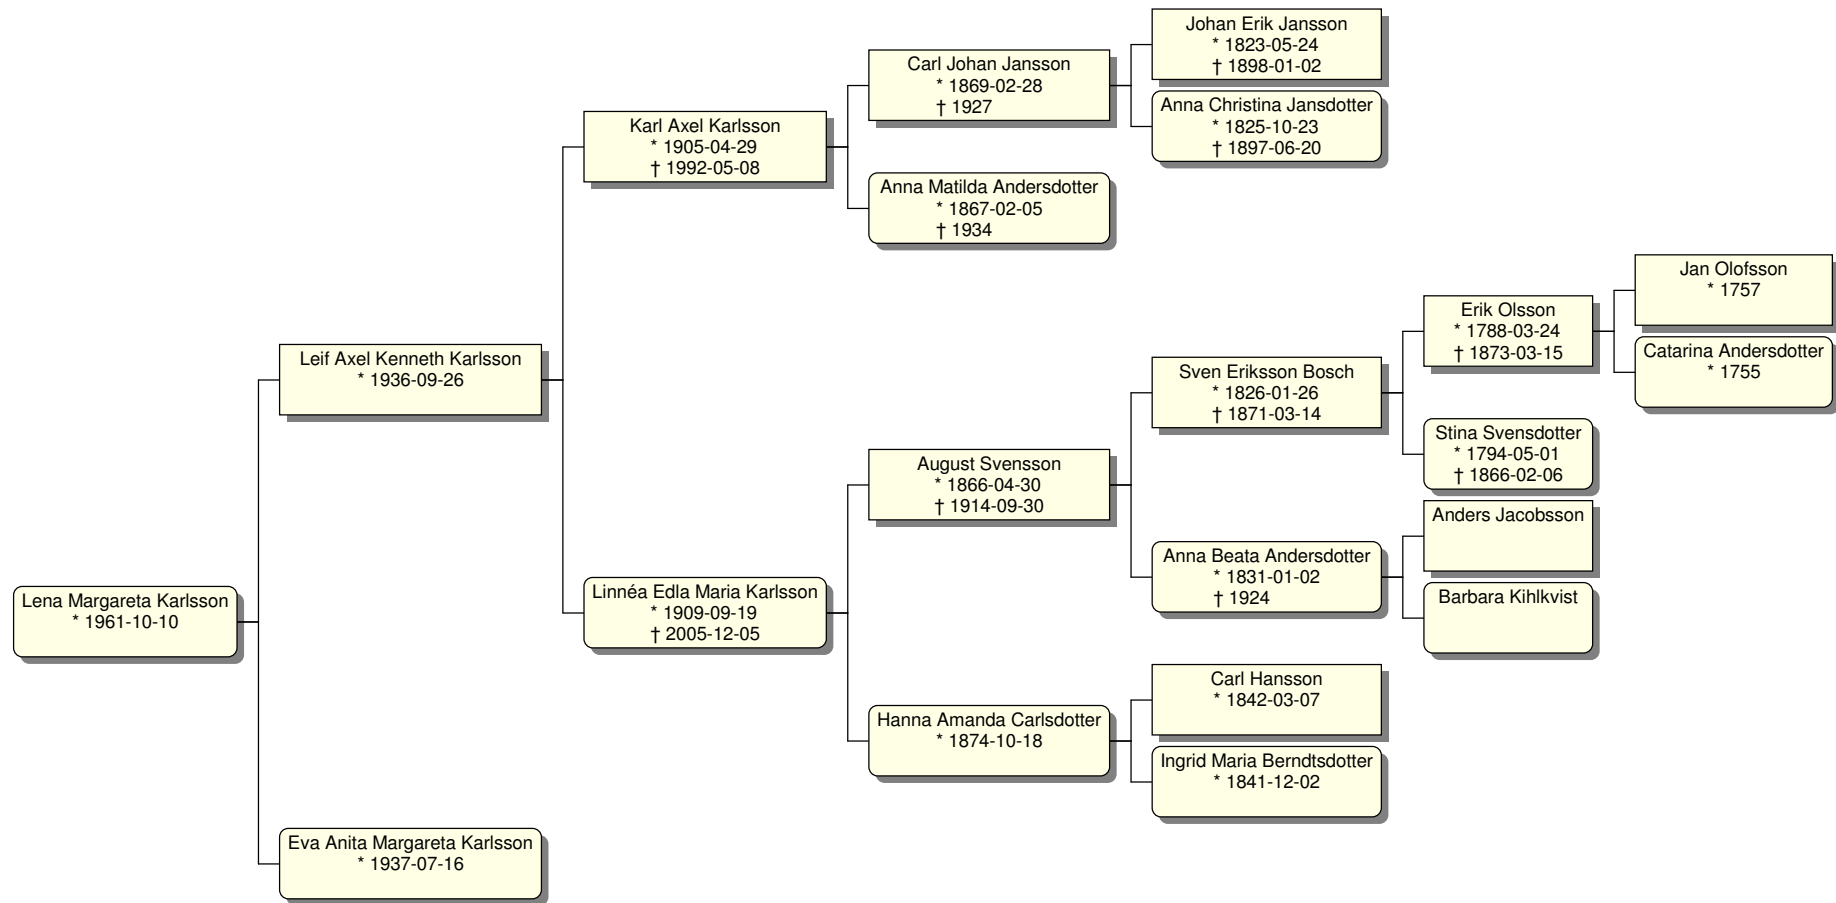 Johan Erik Jansson
* 1823-05-24
† 1898-01-02
Carl Johan Jansson
* 1869-02-28
† 1927
Anna Christina Jansdotter
* 1825-10-23
† 1897-06-20
Karl Axel Karlsson
* 1905-04-29
† 1992-05-08
Anna Matilda Andersdotter
* 1867-02-05
† 1934
Jan Olofsson
* 1757
Erik Olsson
* 1788-03-24
† 1873-03-15
Catarina Andersdotter
* 1755
Leif Axel Kenneth Karlsson
* 1936-09-26
Sven Eriksson Bosch
* 1826-01-26
† 1871-03-14
Stina Svensdotter
* 1794-05-01
† 1866-02-06
August Svensson
* 1866-04-30
† 1914-09-30
Anders Jacobsson
Anna Beata Andersdotter
* 1831-01-02
† 1924
Barbara Kihlkvist
Linnéa Edla Maria Karlsson
* 1909-09-19
† 2005-12-05
Lena Margareta Karlsson
* 1961-10-10
Carl Hansson
* 1842-03-07
Hanna Amanda Carlsdotter
* 1874-10-18
Ingrid Maria Berndtsdotter
* 1841-12-02
Eva Anita Margareta Karlsson
* 1937-07-16